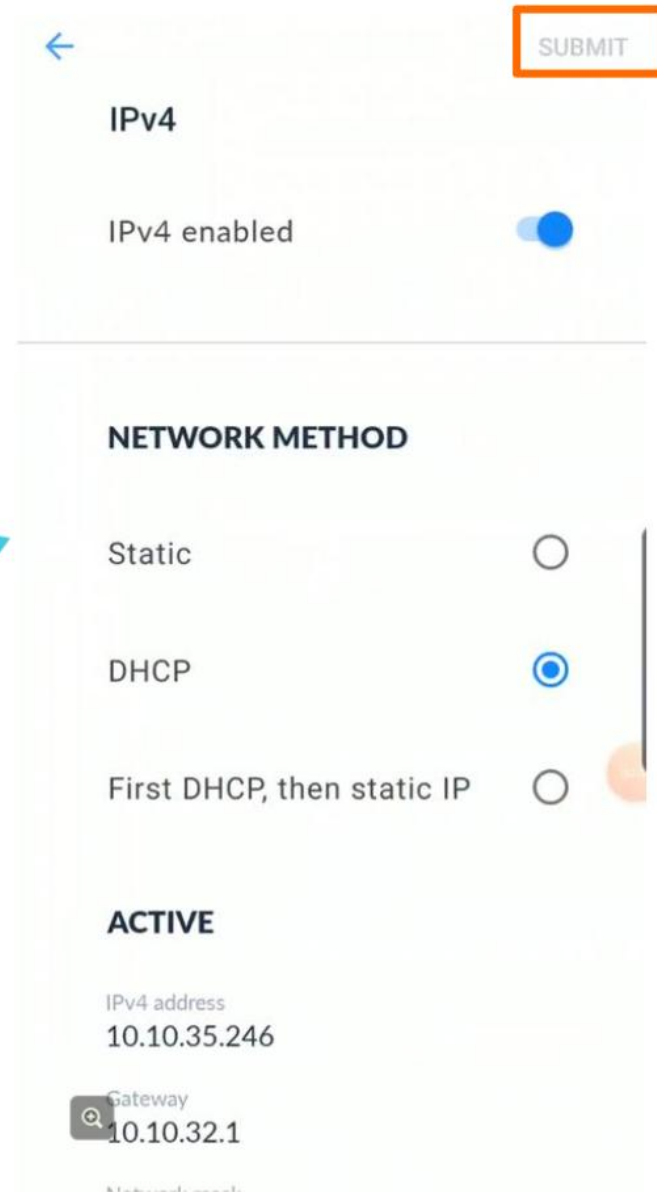 SUBMIT
IPv4
IPv4 enabled
NETWORK METHOD
Static
DHCP
First DHCP, then static IP
ACTIVE
IPv4 address
10.10.35.246
Gateway
10.10.32.1